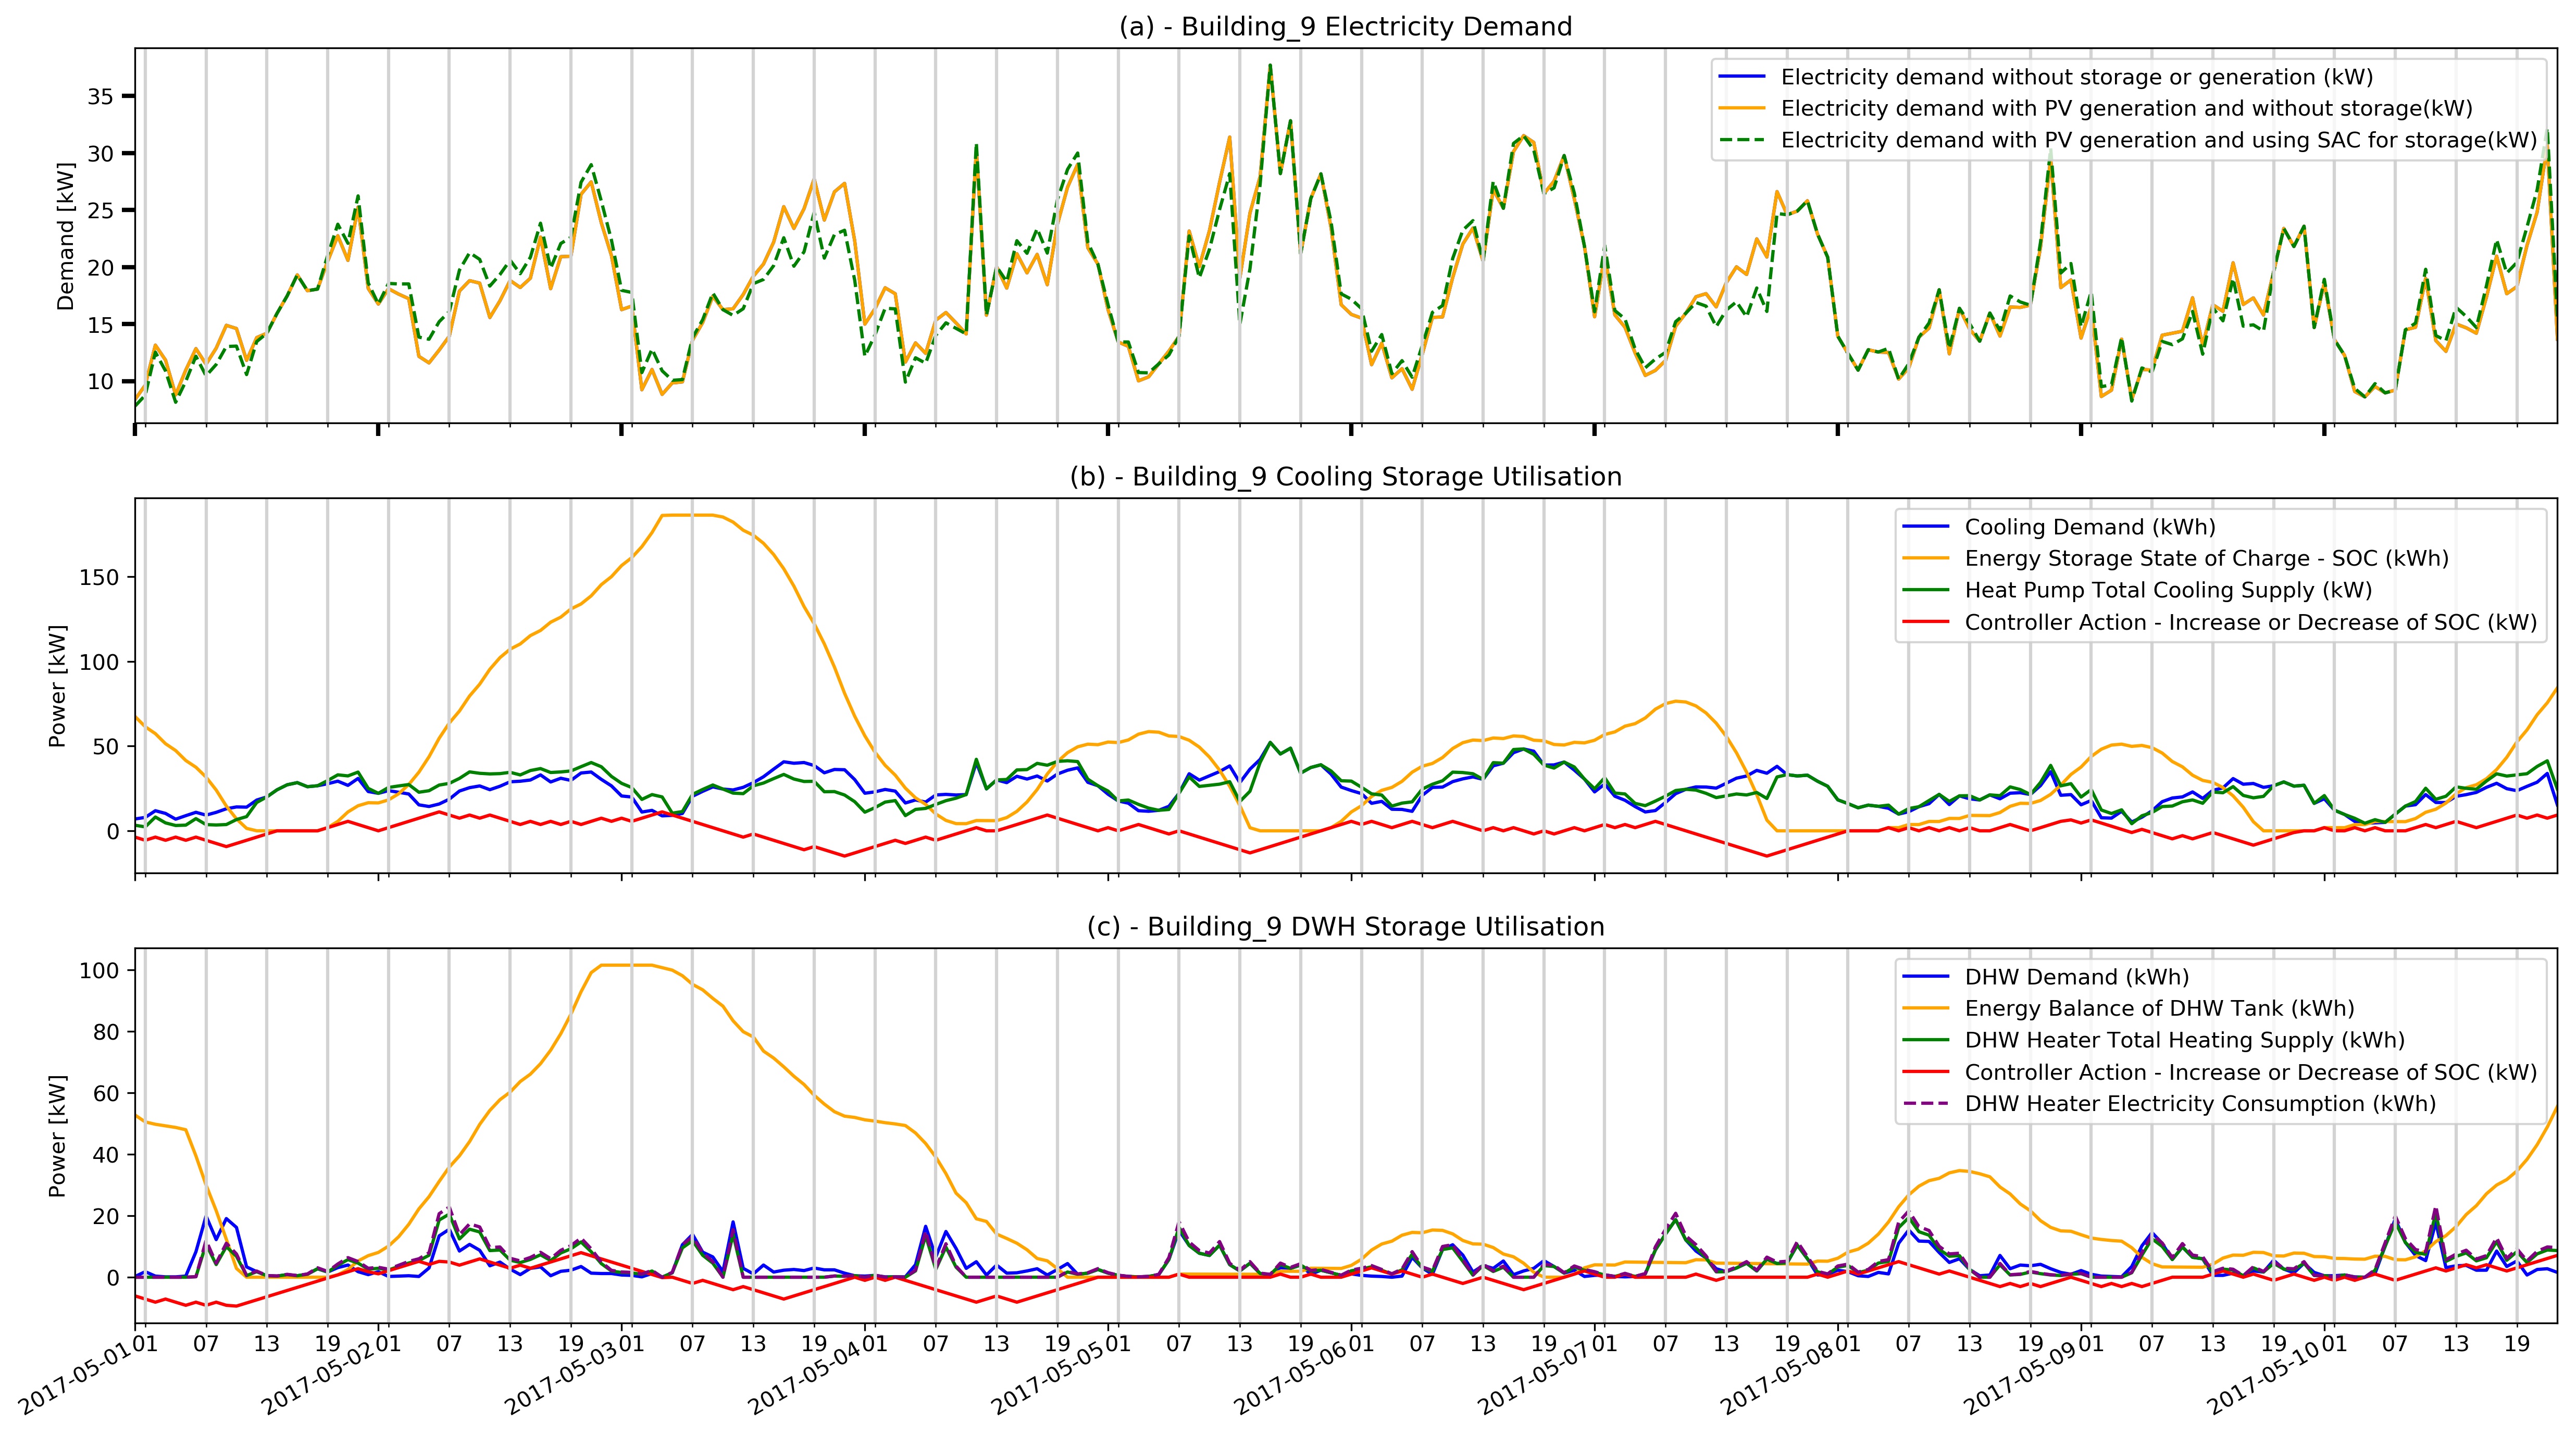 (a) - Building_9 Electricity Demand
Demand [kW]
35
30
25
20
15
10
Electricity demand without storage or generation (kW)
Electricity demand with PV generation and without storage(kW)
Electricity demand with PV generation and using SAC for storage(kW)
(b) - Building_9 Cooling Storage Utilisation
Power [kW]
150
100
50
0
Cooling Demand (kWh)
Energy Storage State of Charge - SOC (kWh)
Heat Pump Total Cooling Supply (kW)
Controller Action - Increase or Decrease of SOC (kW)
(c) - Building_9 DWH Storage Utilisation
Power [kW]
100
80
60
40
20
0
DHW Demand (kWh)
Energy Balance of DHW Tank (kWh)
DHW Heater Total Heating Supply (kWh)
Controller Action - Increase or Decrease of SOC (kW)
DHW Heater Electricity Consumption (kWh)
01 07 13 19 01 07 13 19 01 07 13 19 01 07 13 19 01 07 13 19 01 07 13 19 01 07 13 19 01 07 13 19 01 07 13 19 01 07 13 19
2017-05-01 2017-05-02 2017-05-03 2017-05-04 2017-05-05 2017-05-06 2017-05-07 2017-05-08 2017-05-09 2017-05-10